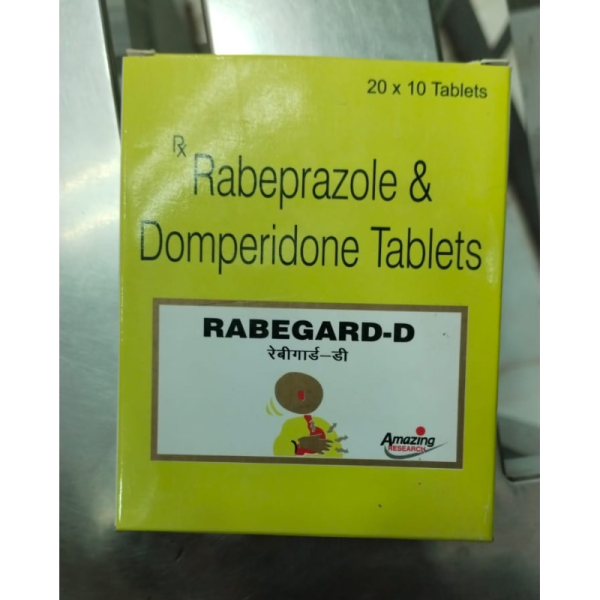 20 x 10 Tablets
Rx Rabeprazole &
Domperidone Tablets
RABEGARD-D
रेबीगार्ड–डी
Amazing
RESEARCH